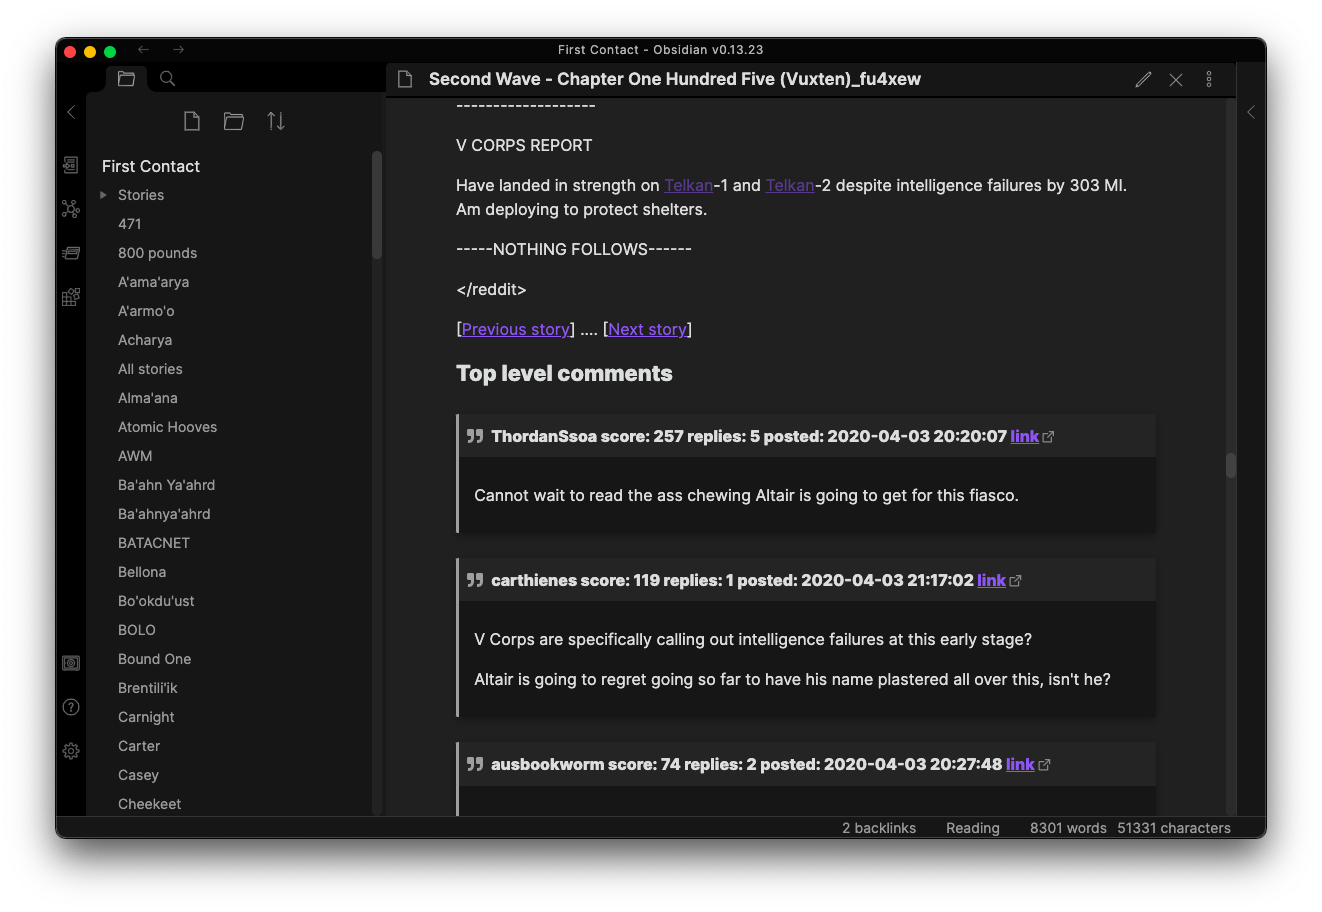 First Contact - Obsidian v0.13.23
Second Wave - Chapter One Hundred Five (Vuxten)_fu4xew
First Contact
Stories
471
800 pounds
A'ama'arya
A'armo'o
Acharya
All stories
Alma'ana
Atomic Hooves
AWM
Ba'ahn Ya'ahrd
Ba'ahnya'ahrd
BATACNET
Bellona
Bo'okdu'ust
BOLO
Bound One
Brentili'ik
Carnight
Carter
Casey
Cheekeet
-------------------
V CORPS REPORT
Have landed in strength on Telkan-1 and Telkan-2 despite intelligence failures by 303 MI.
Am deploying to protect shelters.
-----NOTHING FOLLOWS------
</reddit>
[Previous story] .... [Next story]
Top level comments
ThordanSsoa score: 257 replies: 5 posted: 2020-04-03 20:20:07 link
Cannot wait to read the ass chewing Altair is going to get for this fiasco.
carthienes score: 119 replies: 1 posted: 2020-04-03 21:17:02 link
V Corps are specifically calling out intelligence failures at this early stage?
Altair is going to regret going so far to have his name plastered all over this, isn't he?
ausbookworm score: 74 replies: 2 posted: 2020-04-03 20:27:48 link
2 backlinks Reading 8301 words 51331 characters